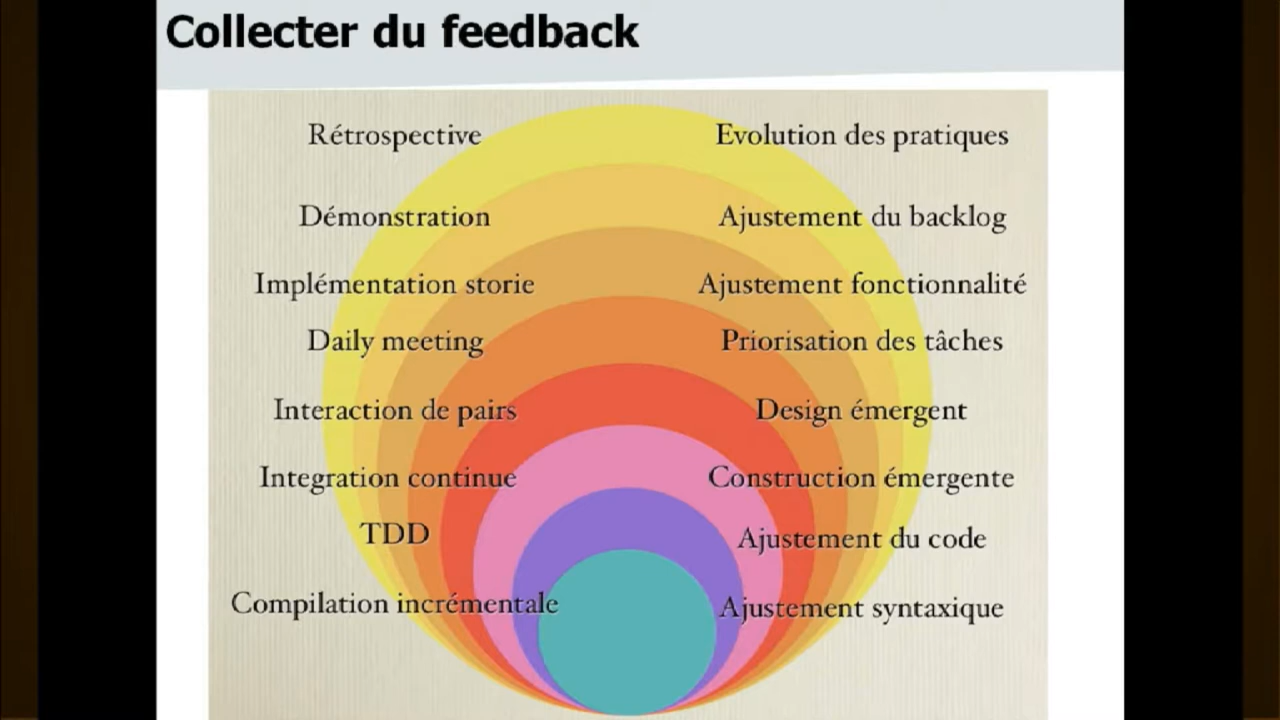 Collecter du feedback
Rétrospective
Evolution des pratiques
Démonstration
Ajustement du backlog
Implémentation storie
Ajustement fonctionnalité
Daily meeting
Priorisation des tâches
Interaction de pairs
Design émergent
Integration continue
Construction émergente
TDD
Ajustement du code
Compilation incrémentale
Ajustement syntaxique